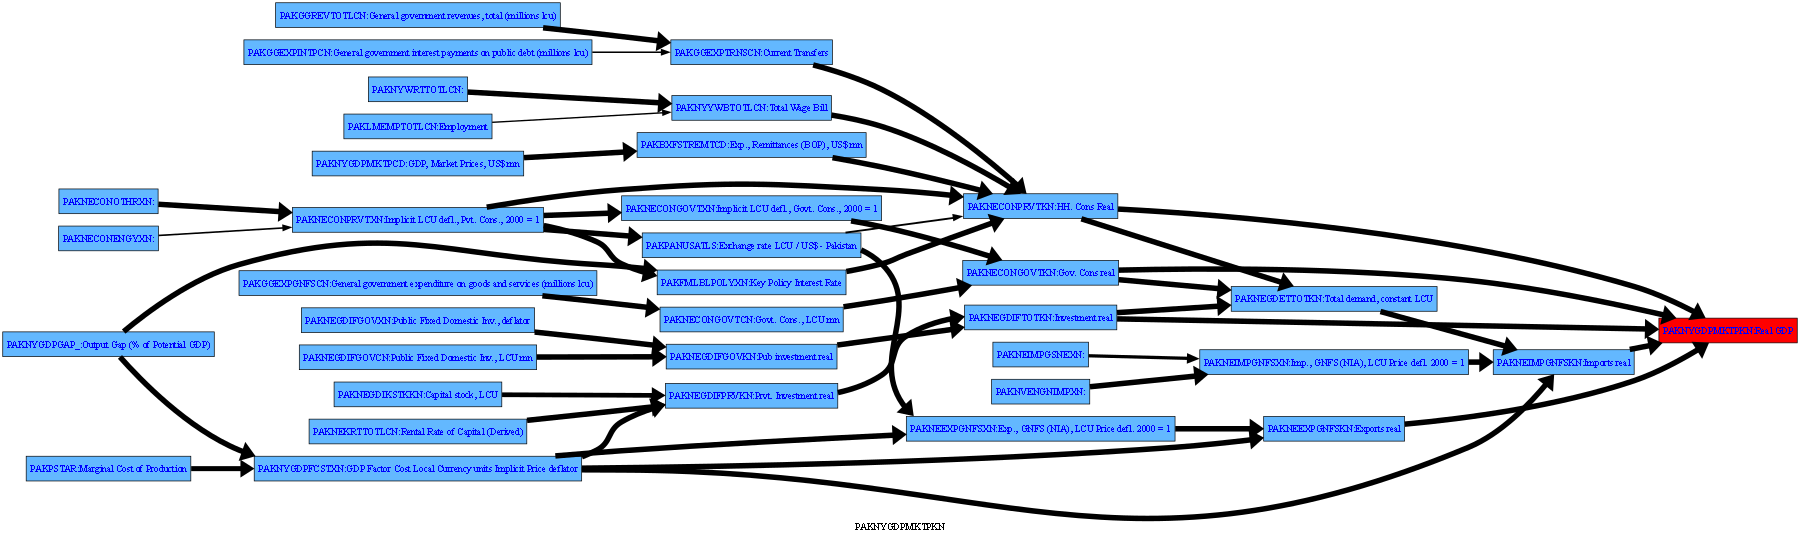 PAKGGREVTOTLCN:General government revenues, total (millions lcu)
PAKGGEXPINTPCN:General government interest payments on public debt (millions lcu)
PAKGGEXPTRNSCN:Current Transfers
PAKNYWRTTOTLCN:
PAKNYYWBTOTLCN:Total Wage Bill
PAKLMEMPTOTLCN:Employment
PAKBXFSTREMTCD:Exp., Remittances (BOP), US$ mn
PAKNYGDPMKTPCD:GDP, Market Prices, US$ mn
PAKNECONOTHRXN:
PAKNECONPRVTXN:Implicit LCU defl., Pvt. Cons., 2000 = 1
PAKNECONGOVTXN:Implicit LCU defl., Govt. Cons., 2000 = 1
PAKNECONPRVTKN:HH. Cons Real
PAKNECONENGYXN:
PAKPANUSATLS:Exchange rate LCU / US$ - Pakistan
PAKFMLBLPOLYXN:Key Policy Interest Rate
PAKNECONGOVTKN:Gov. Cons real
PAKGGEXPGNFSCN:General government expenditure on goods and services (millions lcu)
PAKNEGDETTOTKN:Total demand, constant LCU
PAKNECONGOVTCN:Govt. Cons., LCU mn
PAKNEGDIFTOTKN:Investment real
PAKNEGDIFGOVXN:Public Fixed Domestic Inv., deflator
PAKNYGDPMKTPKN:Real GDP
PAKNYGDPGAP_:Output Gap (% of Potential GDP)
PAKNEGDIFGOVCN:Public Fixed Domestic Inv., LCU mn
PAKNEGDIFGOVKN:Pub investment real
PAKNEIMPGSNEXN:
PAKNEIMPGNFSXN:Imp., GNFS (NIA), LCU Price defl. 2000 = 1
PAKNEIMPGNFSKN:Imports real
PAKNEGDIKSTKKN:Capital stock, LCU
PAKNEGDIFPRVKN:Prvt. Investment real
PAKNVENGNIMPXN:
PAKNEKRTTOTLCN:Rental Rate of Capital (Derived)
PAKNEEXPGNFSXN:Exp., GNFS (NIA), LCU Price defl. 2000 = 1
PAKNEEXPGNFSKN:Exports real
PAKPSTAR:Marginal Cost of Production
PAKNYGDPFCSTXN:GDP Factor Cost Local Currency units Implicit Price deflator
PAKNYGDPMKTPKN